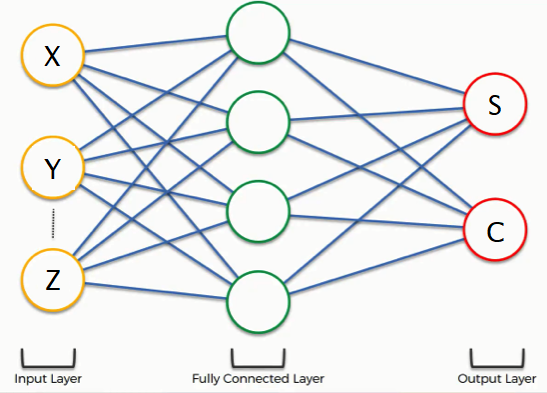 X
Y
Z
S
C
Input Layer
Fully Connected Layer
Output Layer